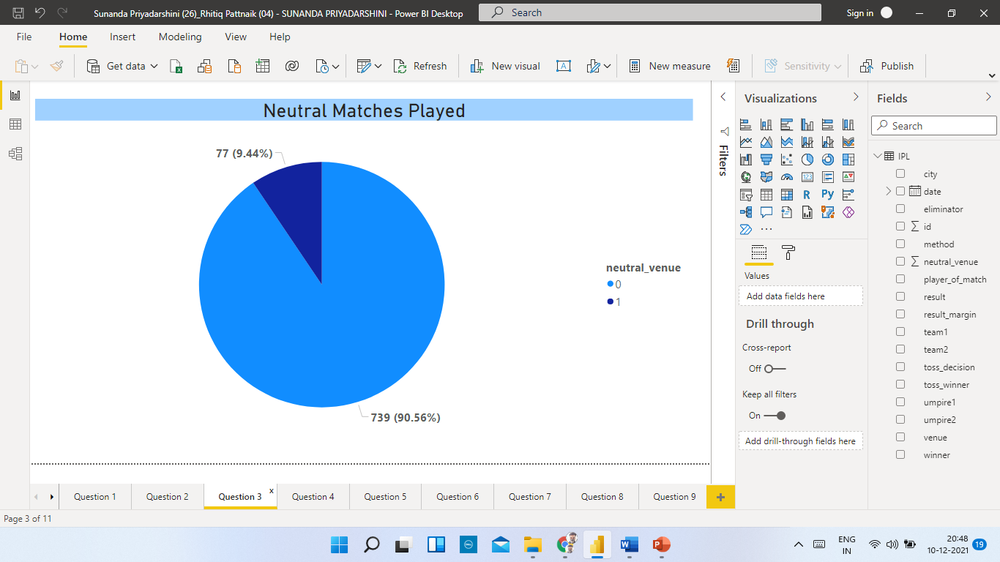 Sunanda Priyadarshini (26)_Rhitiq Pattnaik (04) - SUNANDA PRIYADARSHINI - Power BI Desktop
Search
Sign in
File Home Insert Modeling View Help
Get data
Refresh
New visual
A
New measure
Sensitivity
Publish
Neutral Matches Played
77 (9.44%)
739 (90.56%)
neutral_venue
0
1
Filters
Visualizations
123
R
Py
Values
Add data fields here
Drill through
Cross-report
Off
Keep all filters
On
Add drill-through fields here
Fields
Search
IPL
city
date
eliminator
id
method
neutral_venue
player_of_match
result
result_margin
team1
team2
toss_decision
toss_winner
umpire1
umpire2
venue
winner
Question 1
Question 2
Question 3 x
Question 4
Question 5
Question 6
Question 7
Question 8
Question 9
+
Page 3 of 11
DELL
W
P
ENG
IN
20:48
10-12-2021
19